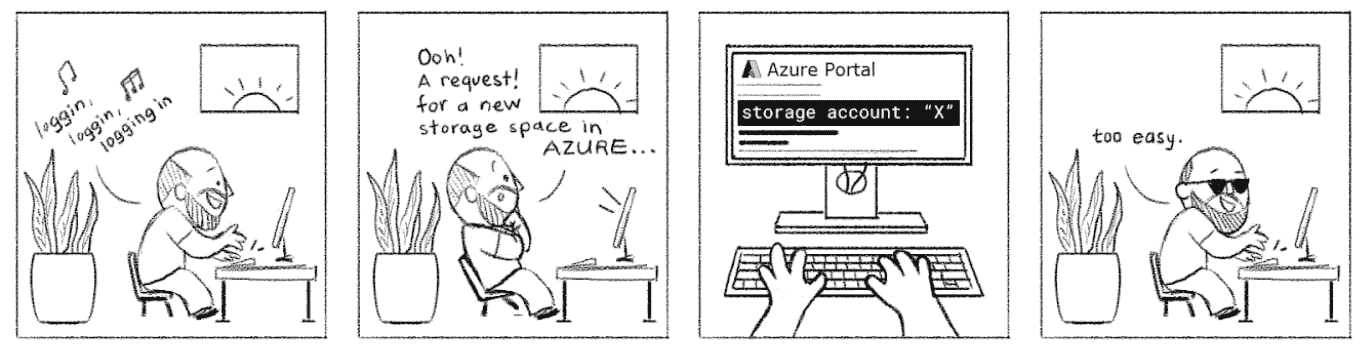 loggin,
loggin,
logging in
Ooh!
A request!
for a new
storage space in
AZURE...
Azure Portal
storage account: “X”
too easy.